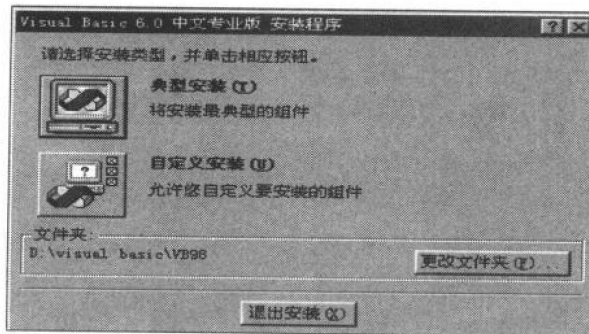 Visual Basic 6.0 中文专业版 安装程序
请选择安装类型，并单击相应按钮。
典型安装(T)
将安装最典型的组件
自定义安装(U)
允许您自定义要安装的组件
文件夹:
D:\visual basic\VB98
更改文件夹(F)...
退出安装(X)